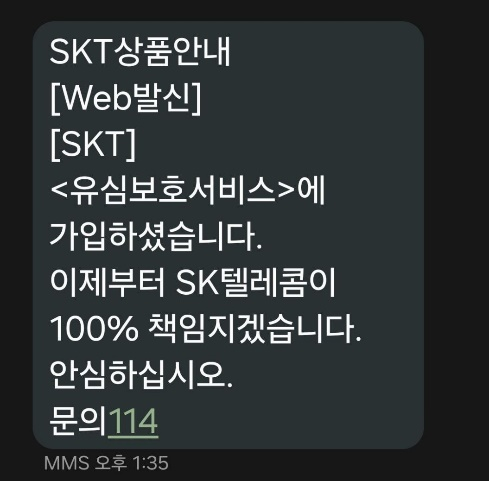 SKT상품안내
[Web발신]
[SKT]
<유심보호서비스>에
가입하셨습니다.
이제부터 SK텔레콤이
100% 책임지겠습니다.
안심하십시오.
문의114
MMS 오후 1:35